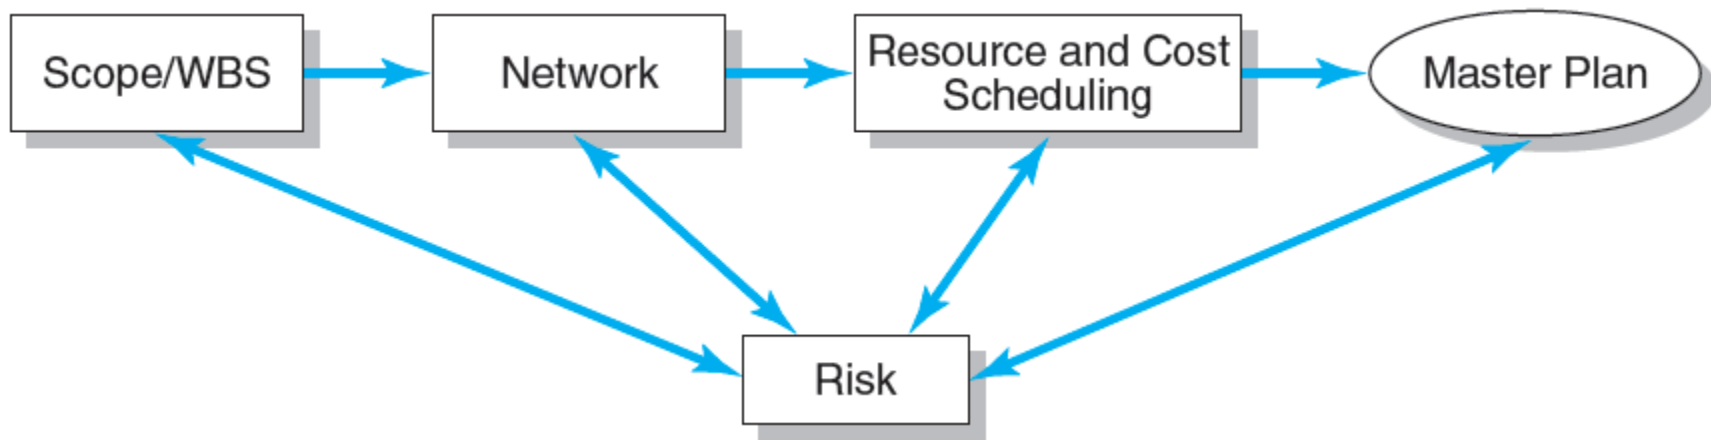 Scope/WBS
Network
Resource and Cost
Scheduling
Master Plan
Risk